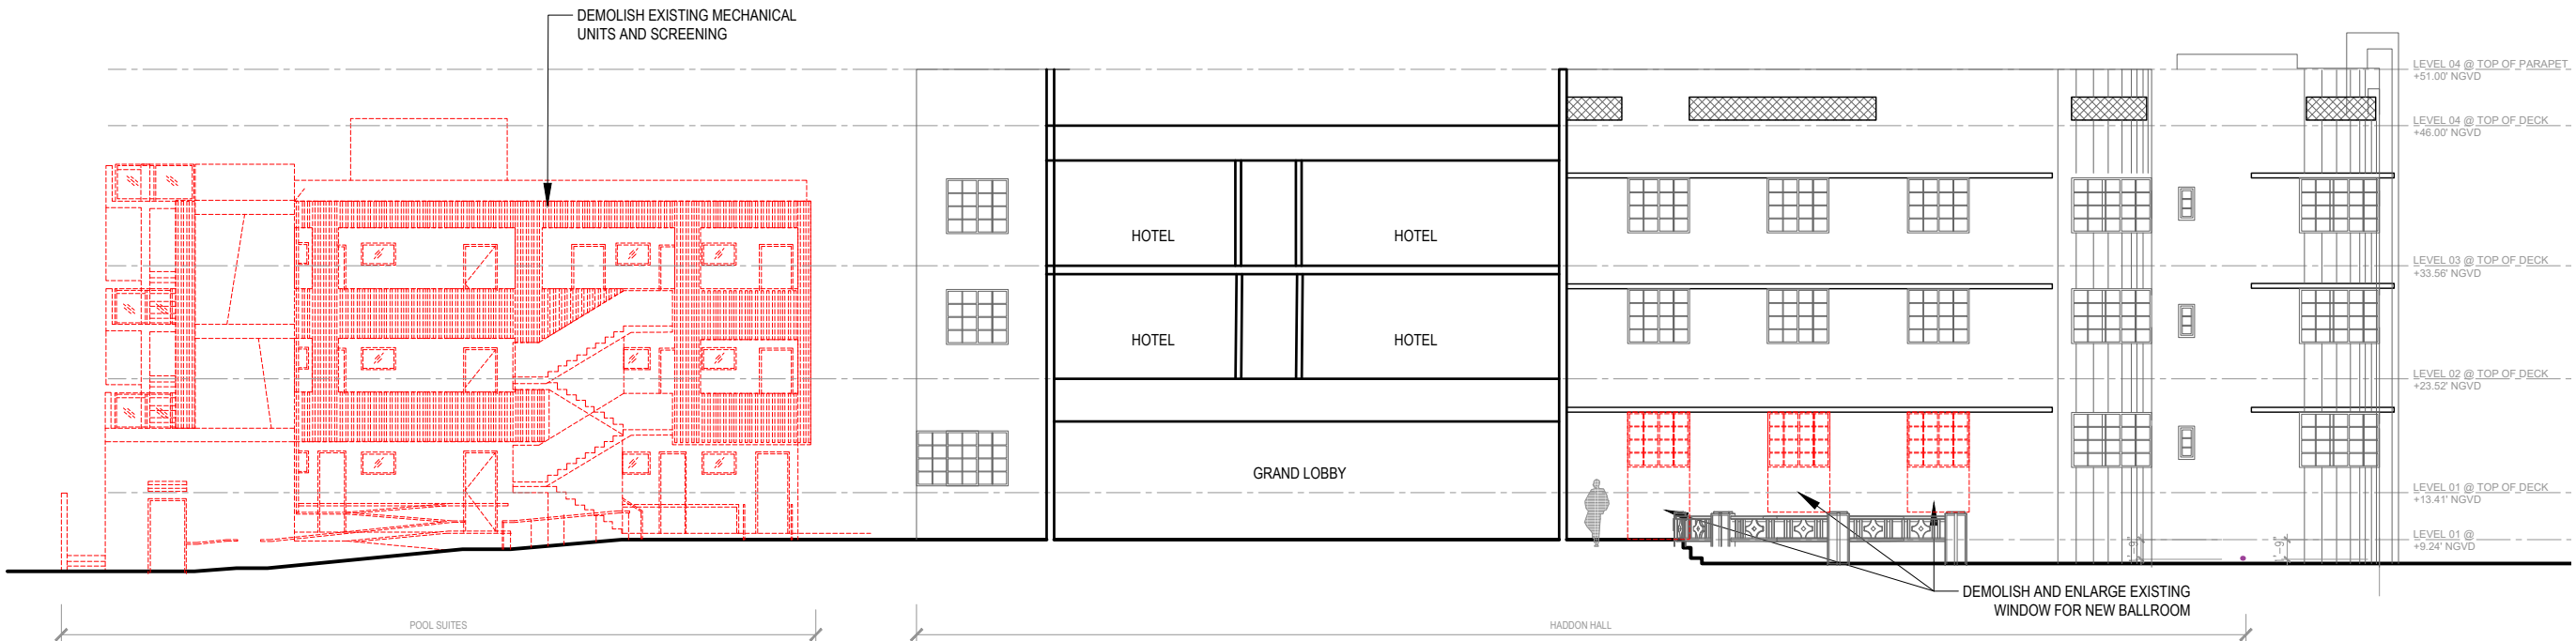 DEMOLISH EXISTING MECHANICAL
UNITS AND SCREENING
LEVEL 04 @ TOP OF PARAPET
+51.00' NGVD
LEVEL 04 @ TOP OF DECK
+46.00' NGVD
HOTEL
HOTEL
LEVEL 03 @ TOP OF DECK
+33.56' NGVD
HOTEL
HOTEL
LEVEL 02 @ TOP OF DECK
+23.52' NGVD
GRAND LOBBY
LEVEL 01 @ TOP OF DECK
+13.41' NGVD
LEVEL 01 @
+9.24' NGVD
DEMOLISH AND ENLARGE EXISTING
WINDOW FOR NEW BALLROOM
POOL SUITES
HADDON HALL